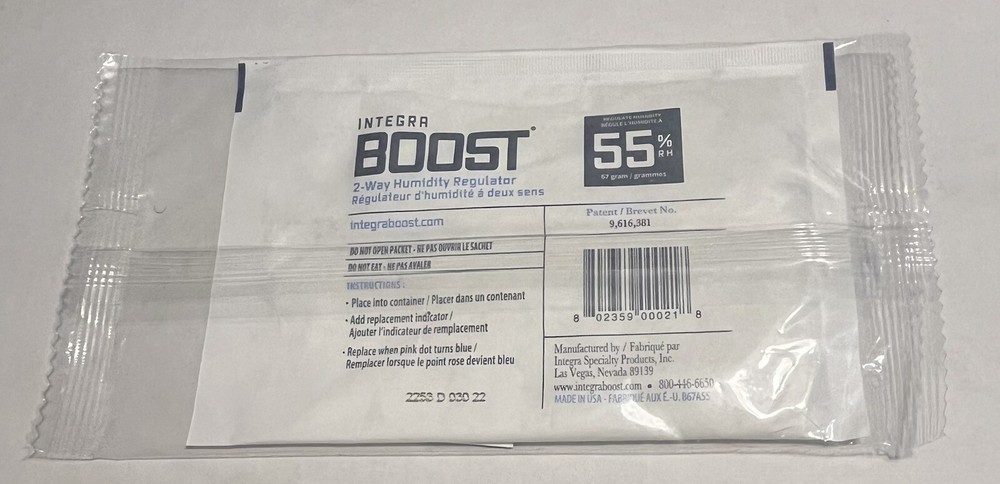 INTEGRA
BOOST
2-Way Humidity Regulator
Régulateur d'humidité à deux sens
REGULATE HUMIDITY
RÉGULE L'HUMIDITÉ À
55%
RH
67 gram / grammes
integraboost.com
Patent / Brevet No.
9,616,381
DO NOT OPEN PACKET - NE PAS OUVRIR LE SACHET
DO NOT EAT - NE PAS AVALER
INSTRUCTIONS:
• Place into container / Placer dans un contenant
• Add replacement indicator /
Ajouter l'indicateur de remplacement
• Replace when pink dot turns blue /
Remplacer lorsque le point rose devient bleu
2253 D 030 22
8 02359 00021 8
Manufactured by / Fabriqué par
Integra Specialty Products, Inc.
Las Vegas, Nevada 89139
www.integraboost.com • 800-446-6650
MADE IN USA - FABRIQUÉ AUX É.-U. B67A55